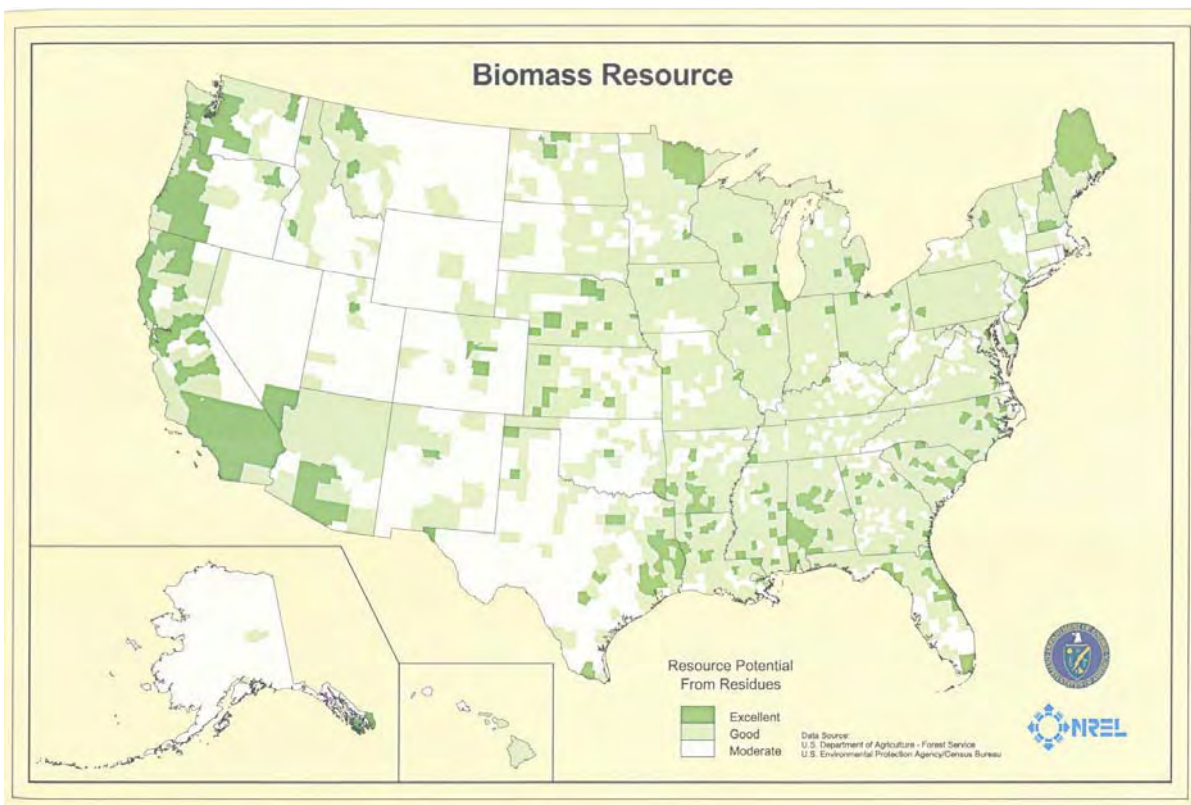 Biomass Resource
Resource Potential
From Residues
Excellent
Good
Moderate
Data Source:
U.S. Department of Agriculture - Forest Service
U.S. Environmental Protection Agency/Census Bureau
NREL